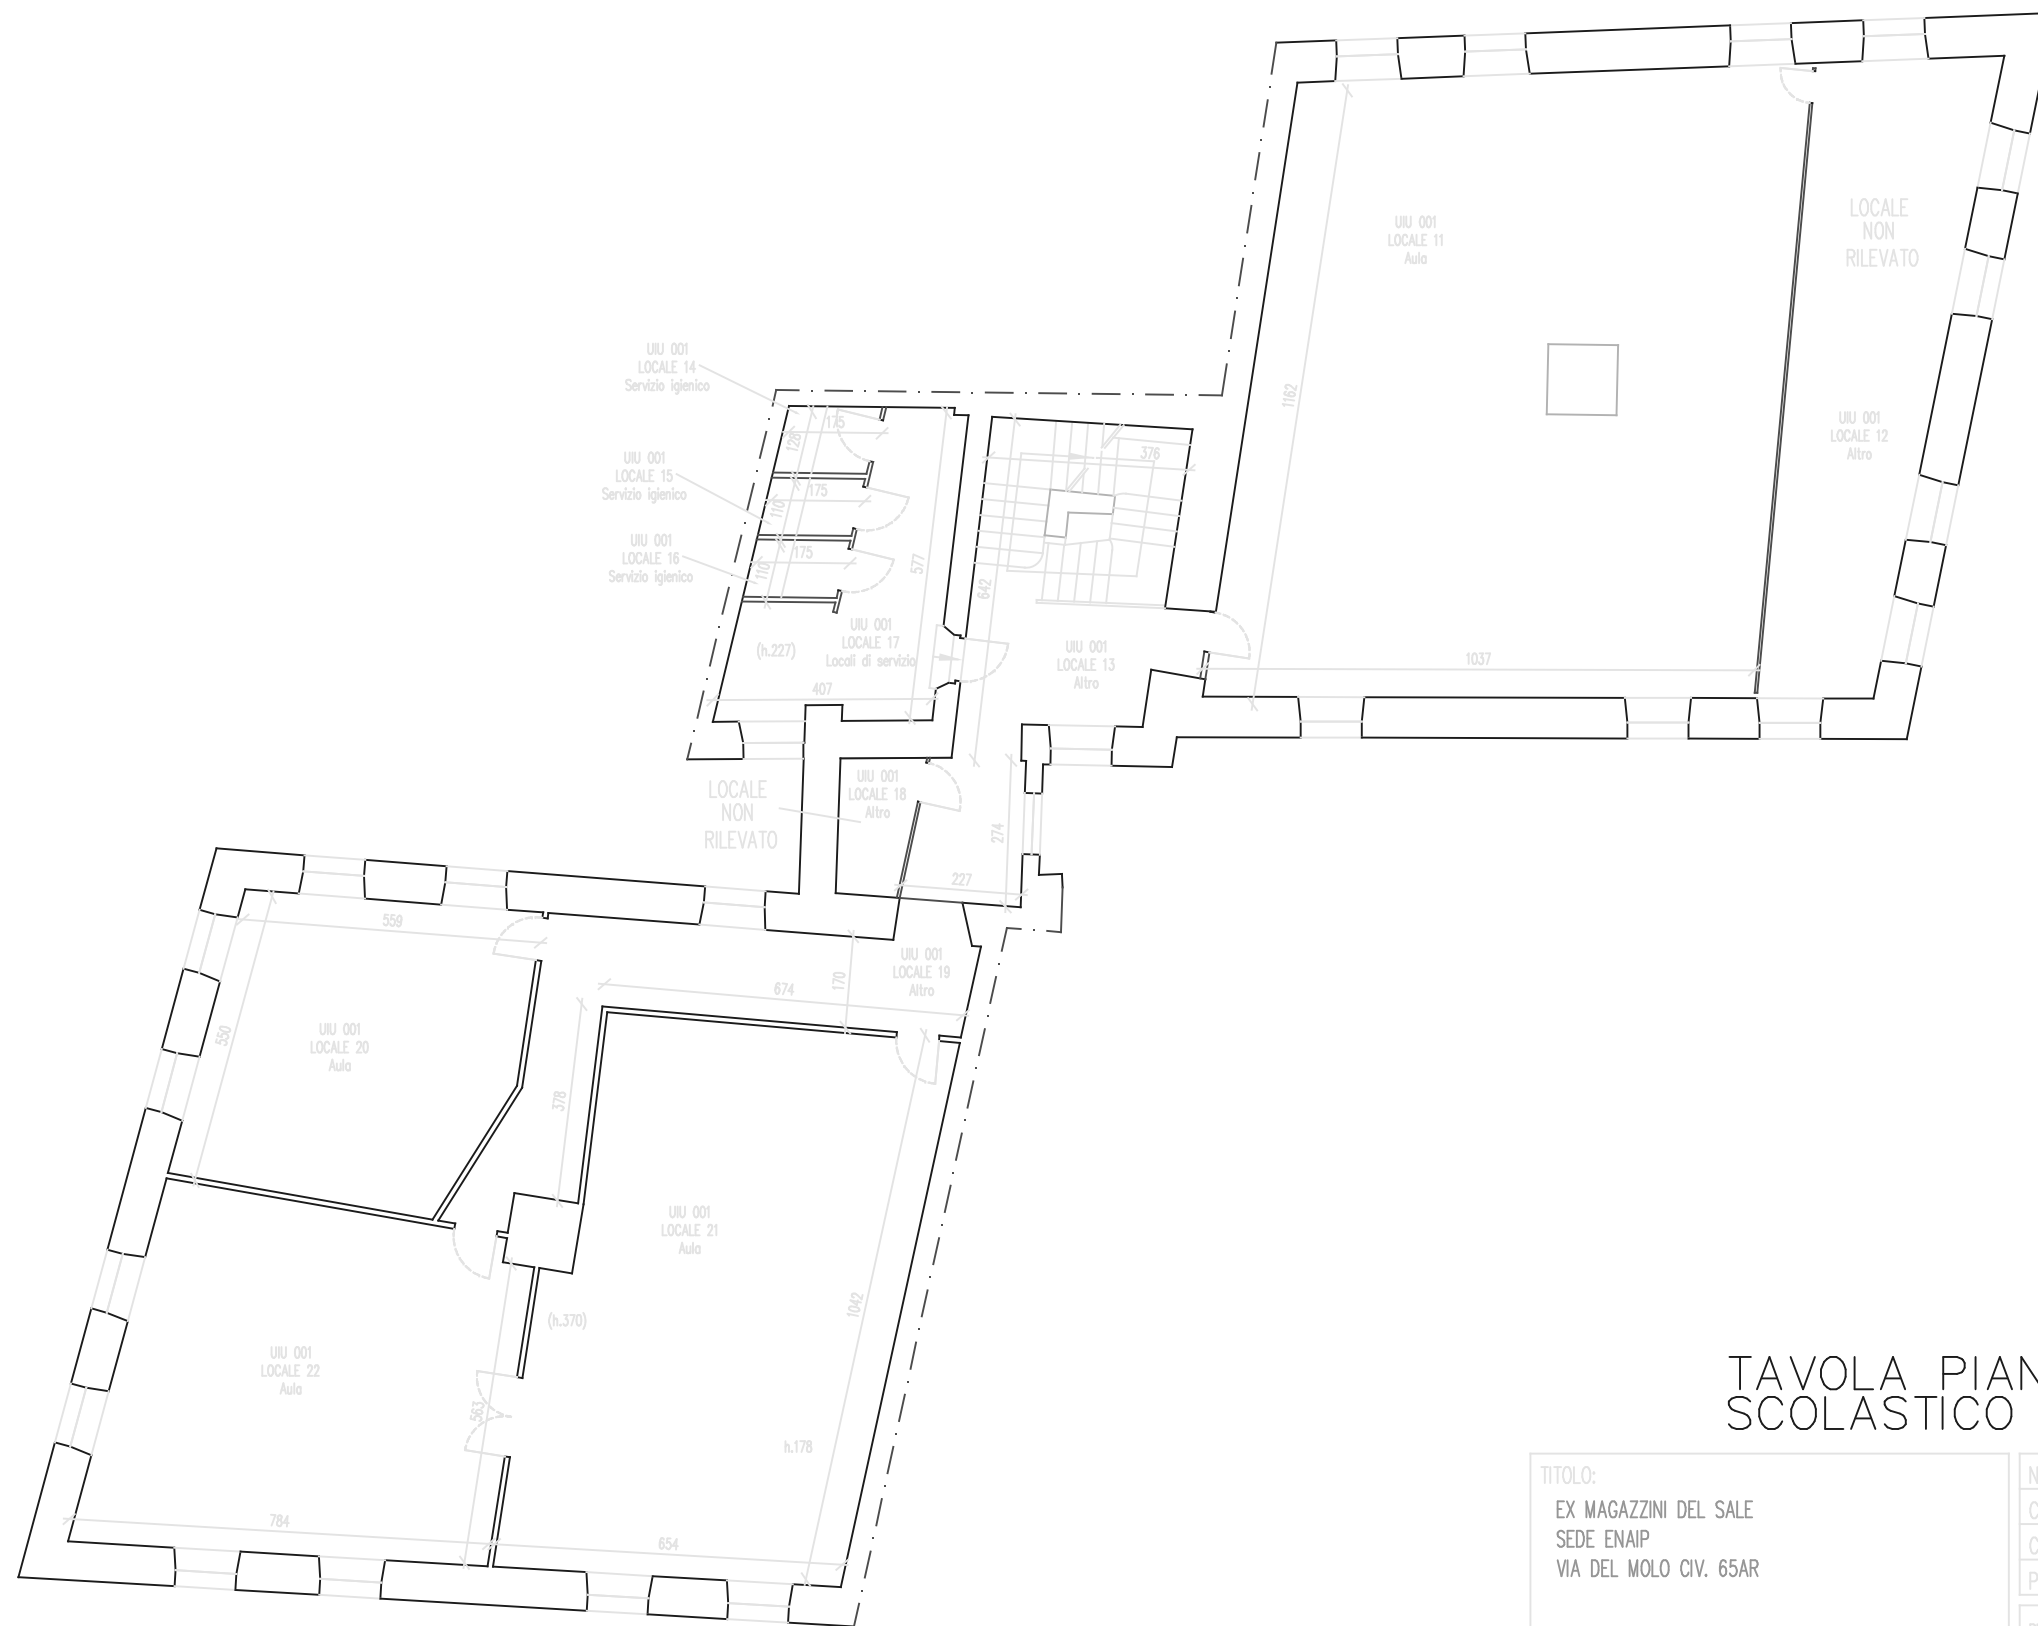 UIU 001
LOCALE 11
Aula
LOCALE
NON
RILEVATO
UIU 001
LOCALE 12
Altro
1162
1037
UIU 001
LOCALE 14
Servizio igienico
UIU 001
LOCALE 15
Servizio igienico
UIU 001
LOCALE 16
Servizio igienico
175
128
175
110
175
110
577
376
642
(h.227)
UIU 001
LOCALE 17
Locali di servizio
407
UIU 001
LOCALE 13
Altro
LOCALE
NON
RILEVATO
UIU 001
LOCALE 18
Altro
274
227
559
550
UIU 001
LOCALE 20
Aula
674
170
UIU 001
LOCALE 19
Altro
378
UIU 001
LOCALE 21
Aula
1042
(h.370)
UIU 001
LOCALE 22
Aula
563
h.178
784
654
TAVOLA PIAN
SCOLASTICO
TITOLO:
EX MAGAZZINI DEL SALE
SEDE ENAIP
VIA DEL MOLO CIV. 65AR
N
C
C
P